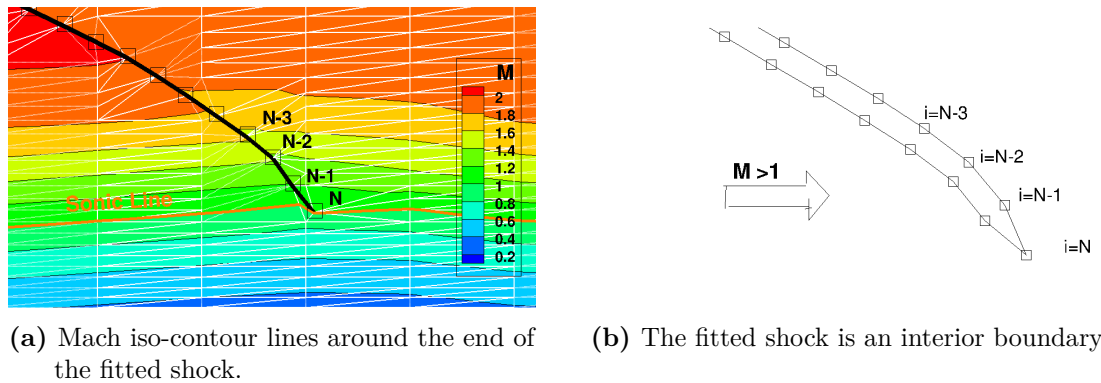 M
2
1.8
1.6
1.4
1.2
1
0.8
0.6
0.4
0.2
N-3
N-2
N-1
N
Sonic Line
i=N-3
i=N-2
i=N-1
i=N
M >1
(a) Mach iso-contour lines around the end of
the fitted shock.
(b) The fitted shock is an interior boundary